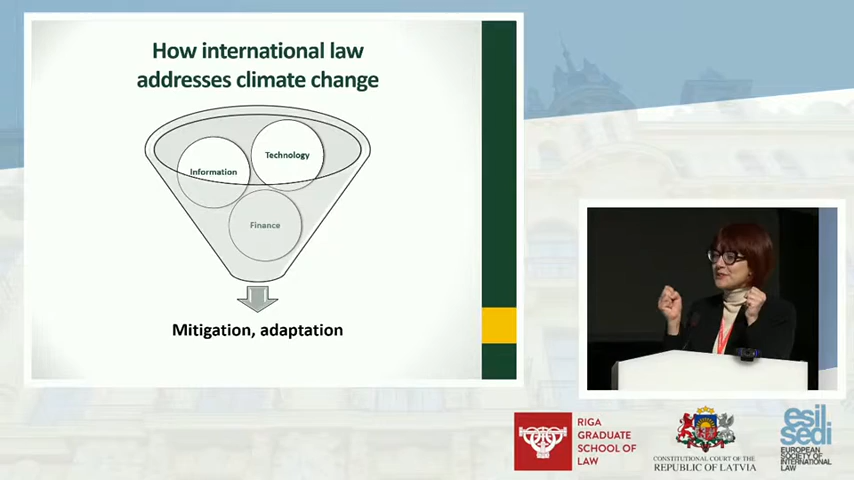 How international law
addresses climate change
Technology
Information
Finance
Mitigation, adaptation
RIGA
GRADUATE
SCHOOL OF
LAW
CONSTITUTIONAL COURT OF THE
REPUBLIC OF LATVIA
esil
sedi
EUROPEAN
SOCIETY OF
INTERNATIONAL
LAW